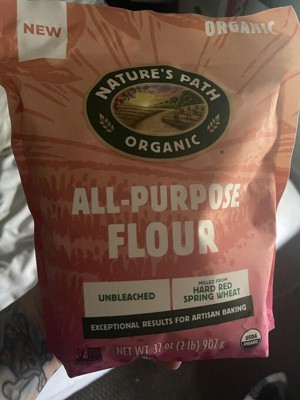 NEW
ORGANIC
NATURE'S PATH
ORGANIC
ALL-PURPOSE
FLOUR
UNBLEACHED
MILLED FROM
HARD RED
SPRING WHEAT
EXCEPTIONAL RESULTS FOR ARTISAN BAKING
USDA
ORGANIC
NET WT 32 OZ (2 lb) 907 g